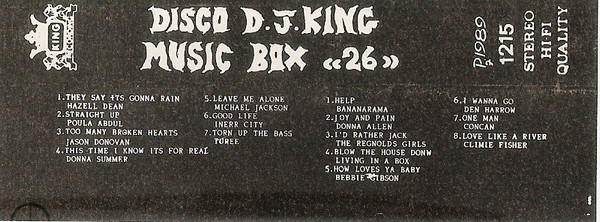 KING
DISCO D.J.KING
MUSIC BOX «26»
P1989
1215
STEREO
HI-FI
QUALITY
1.THEY SAY ITS GONNA RAIN
HAZELL DEAN
2.STRAIGHT UP
POULA ABDUL
3.TOO MANY BROKEN HEARTS
JASON DONOVAN
4.THIS TIME I KNOW ITS FOR REAL
DONNA SUMMER
5.LEAVE ME ALONE
MICHAEL JACKSON
6.GOOD LIFE
INERR CITY
7.TORN UP THE BASS
TUREE
1.HELP
BANANARAMA
2.JOY AND PAIN
DONNA ALLEN
3.I'D RATHER JACK
THE REGNOLDS GIRLS
4.BLOW THE HOUSE DONW
LIVING IN A BOX
5.HOW LOVES YA BABY
BEBBIE GIBSON
6.I WANNA GO
DEN HARROW
7.ONE MAN
CONCAN
8.LOVE LIKE A RIVER
CLIMIE FISHER